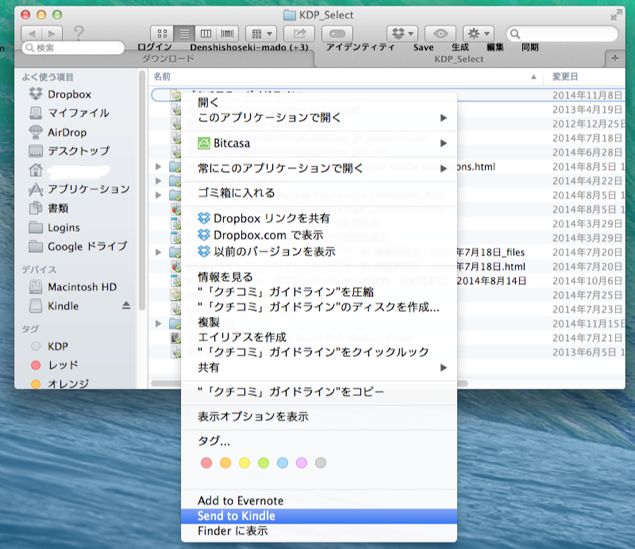 KDP_Select
検索
ログイン Denshishoseki-mado (+3) アイデンティティ Save 生成 編集 同期
ダウンロード KDP_Select
よく使う項目
Dropbox
マイファイル
AirDrop
デスクトップ
アプリケーション
書類
Logins
Google ドライブ
デバイス
Macintosh HD
Kindle
タグ
KDP
レッド
オレンジ
名前 変更日
2014年11月8日
2013年4月19日
2012年12月25
2014年7月18日
2014年6月28日
ons.html 2014年8月5日 1
2014年4月22日
2014年8月5日 1
2014年8月5日 1
2014年3月29日
2014年3月29日
年7月18日_files 2014年7月20日
年7月18日.html 2014年7月20日
2014年8月14日 2014年10月6日
2014年7月25日
2014年7月23日
2014年11月15
2014年7月21日
2013年6月5日 1
開く
このアプリケーションで開く
Bitcasa
常にこのアプリケーションで開く
ゴミ箱に入れる
Dropbox リンクを共有
Dropbox.com で表示
以前のバージョンを表示
情報を見る
"「クチコミ」ガイドライン"を圧縮
"「クチコミ」ガイドライン"のディスクを作成...
複製
エイリアスを作成
"「クチコミ」ガイドライン"をクイックルック
共有
"「クチコミ」ガイドライン"をコピー
表示オプションを表示
タグ...
Add to Evernote
Send to Kindle
Finder に表示